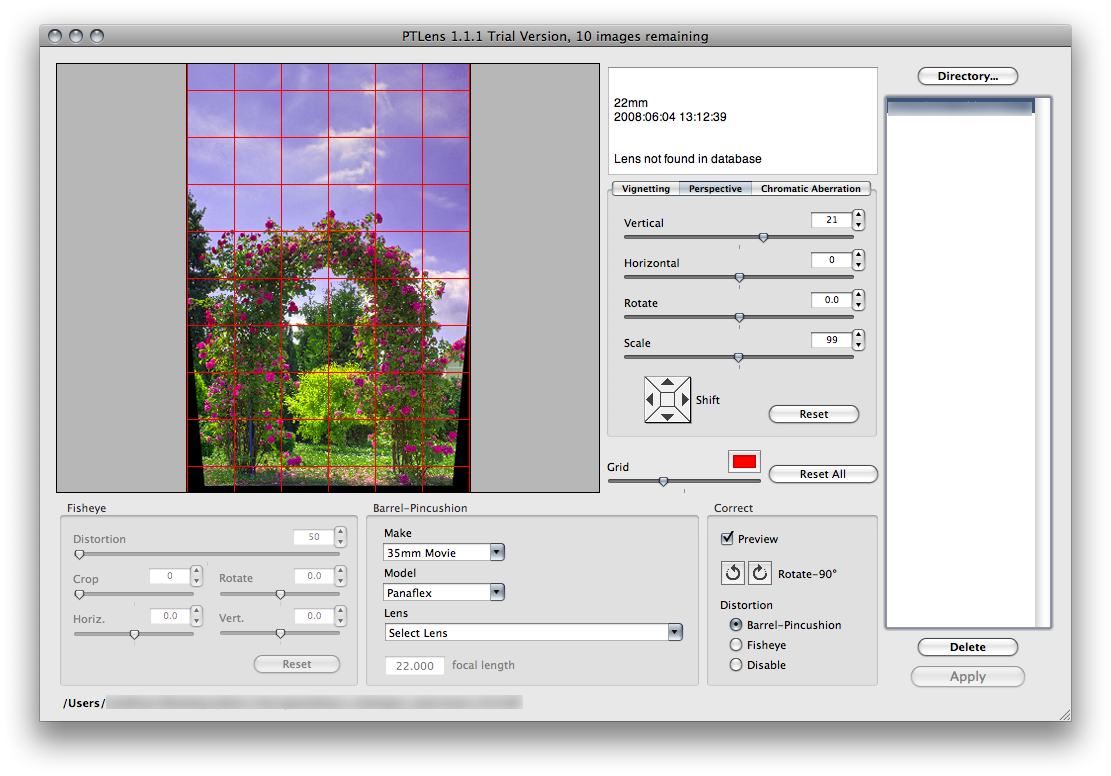 PTLens 1.1.1 Trial Version, 10 images remaining
22mm
2008:06:04 13:12:39
Lens not found in database
Directory...
Vignetting Perspective Chromatic Aberration
Vertical 21
Horizontal 0
Rotate 0.0
Scale 99
Shift
Reset
Grid
Reset All
Fisheye
Distortion 50
Crop 0 Rotate 0.0
Horiz. 0.0 Vert. 0.0
Reset
Barrel-Pincushion
Make
35mm Movie
Model
Panaflex
Lens
Select Lens
22.000 focal length
Correct
Preview
Rotate-90°
Distortion
Barrel-Pincushion
Fisheye
Disable
Delete
Apply
/Users/